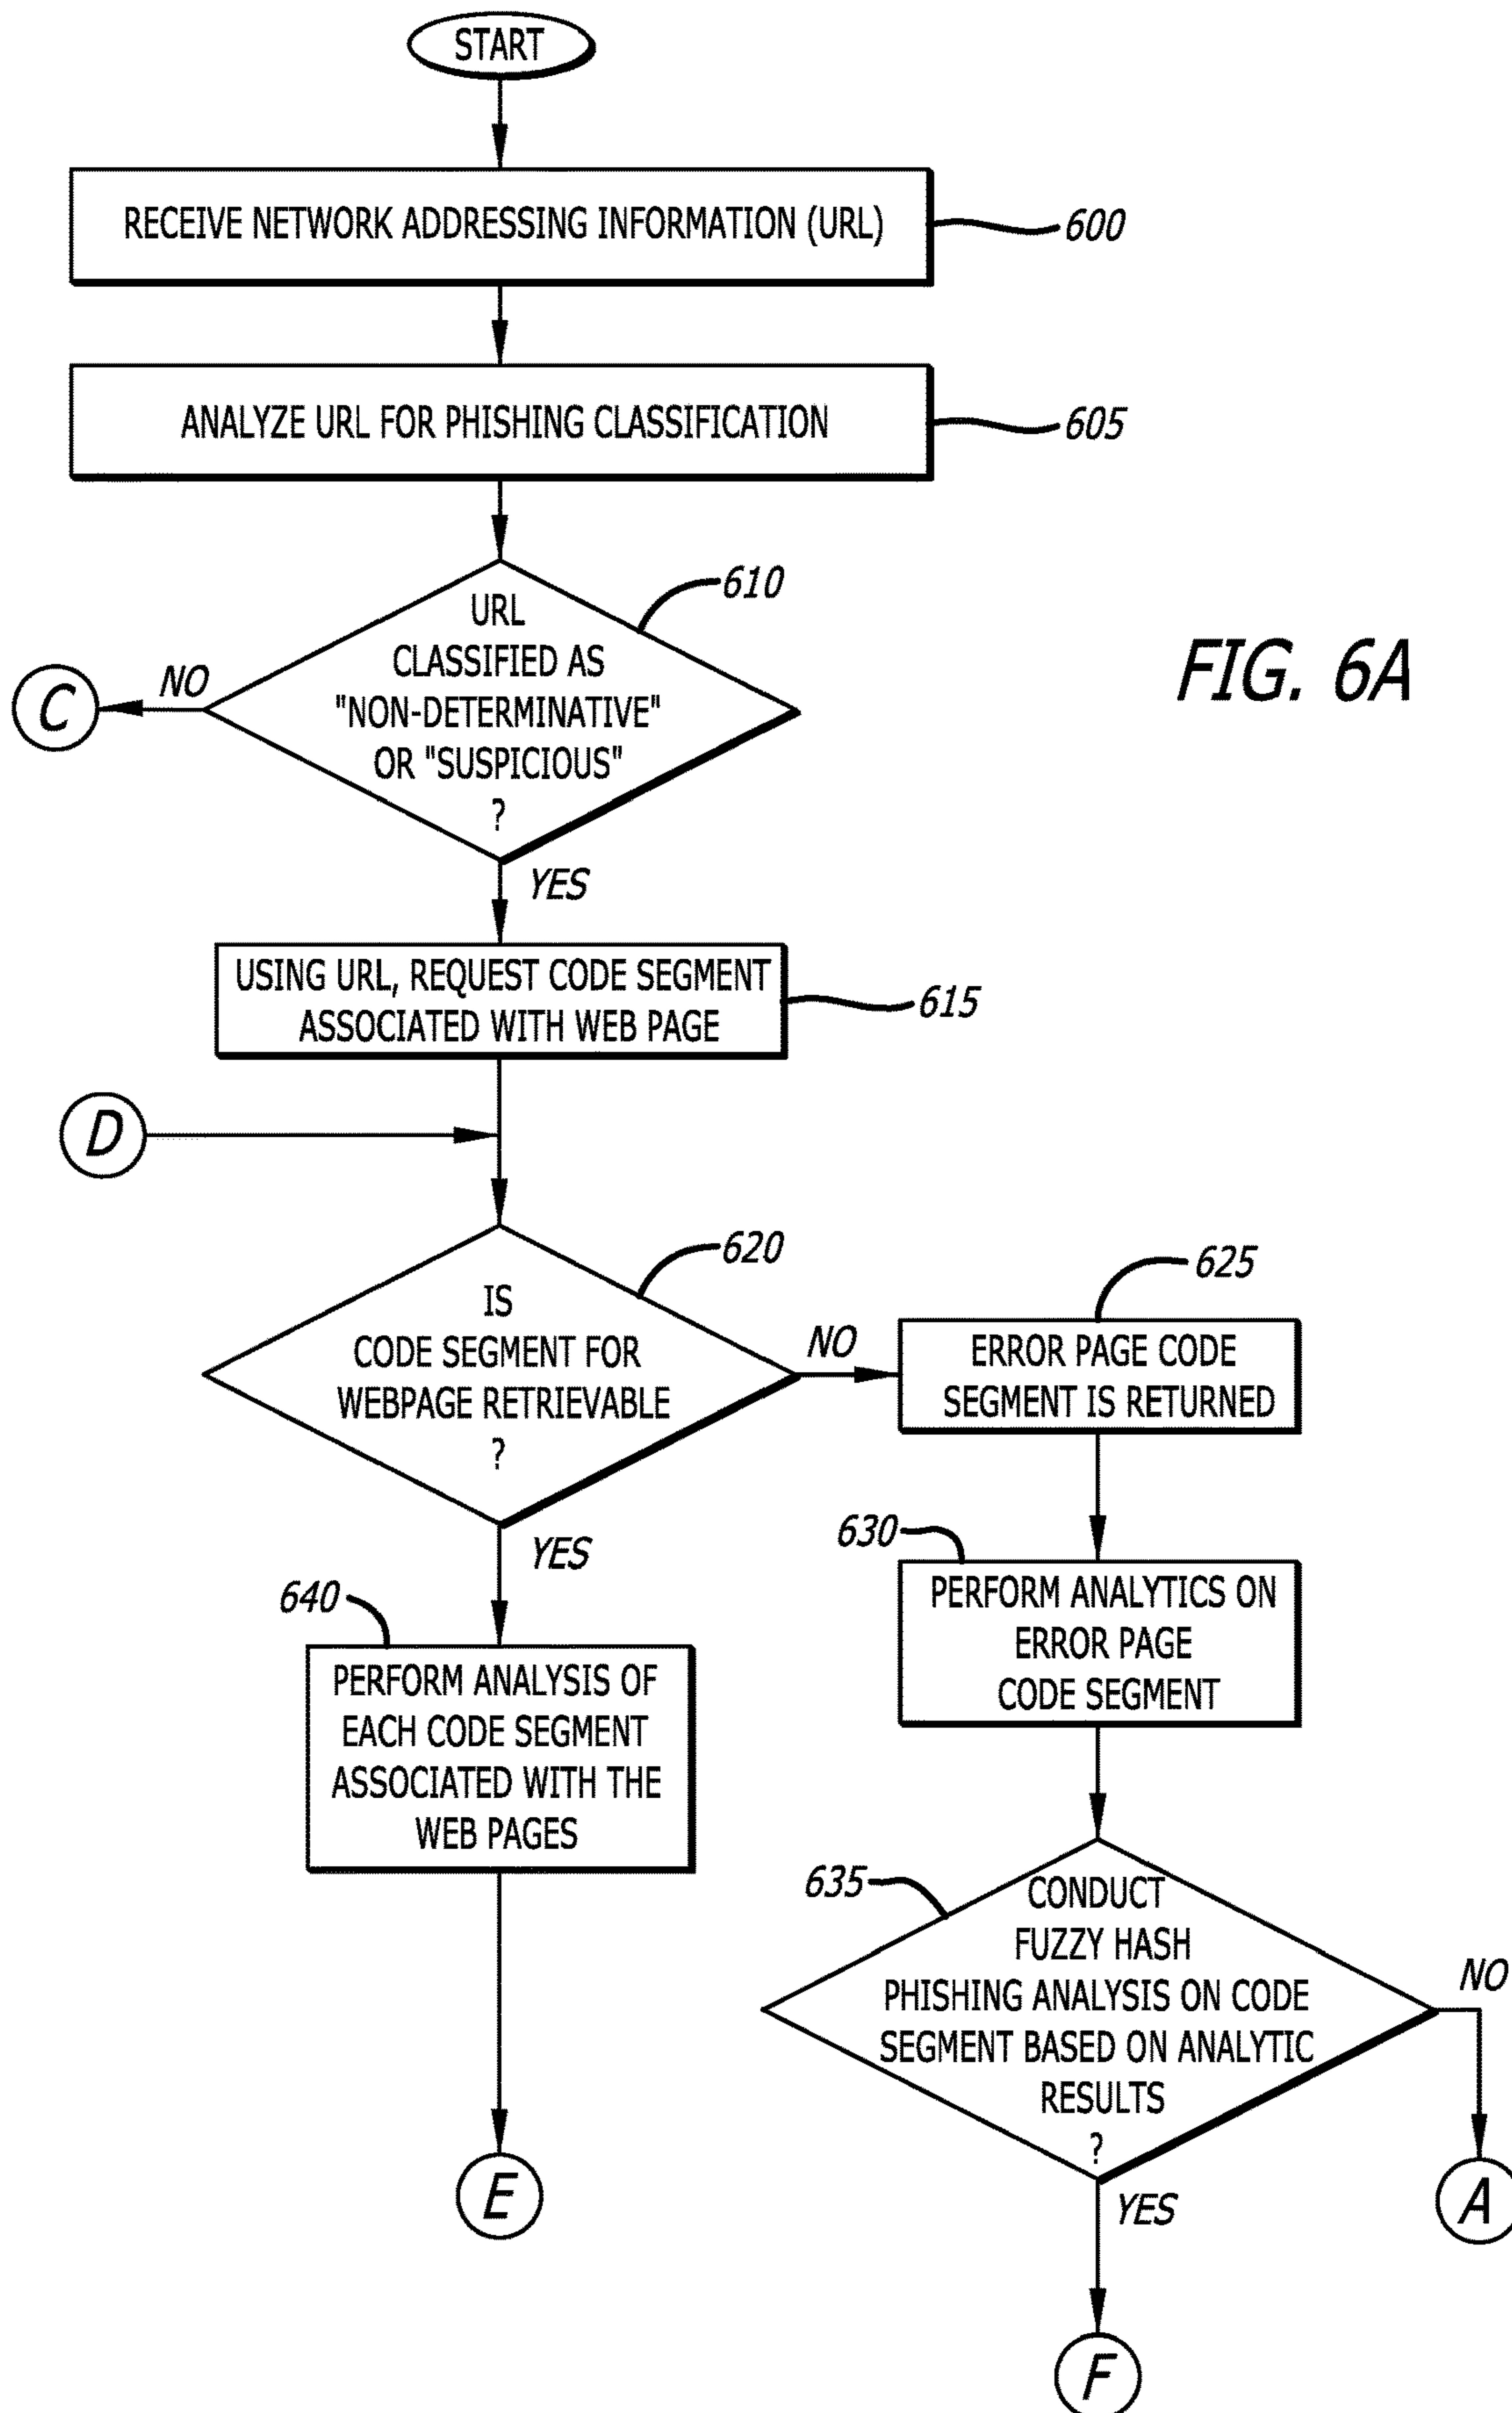 START
RECEIVE NETWORK ADDRESSING INFORMATION (URL)
600
ANALYZE URL FOR PHISHING CLASSIFICATION
605
610
URL
CLASSIFIED AS
"NON-DETERMINATIVE"
OR "SUSPICIOUS"
?
NO
C
FIG. 6A
YES
USING URL, REQUEST CODE SEGMENT
ASSOCIATED WITH WEB PAGE
615
D
620
IS
CODE SEGMENT FOR
WEBPAGE RETRIEVABLE
?
NO
625
ERROR PAGE CODE
SEGMENT IS RETURNED
YES
630
PERFORM ANALYTICS ON
ERROR PAGE
CODE SEGMENT
640
PERFORM ANALYSIS OF
EACH CODE SEGMENT
ASSOCIATED WITH THE
WEB PAGES
635
CONDUCT
FUZZY HASH
PHISHING ANALYSIS ON CODE
SEGMENT BASED ON ANALYTIC
RESULTS
?
NO
A
YES
E
F